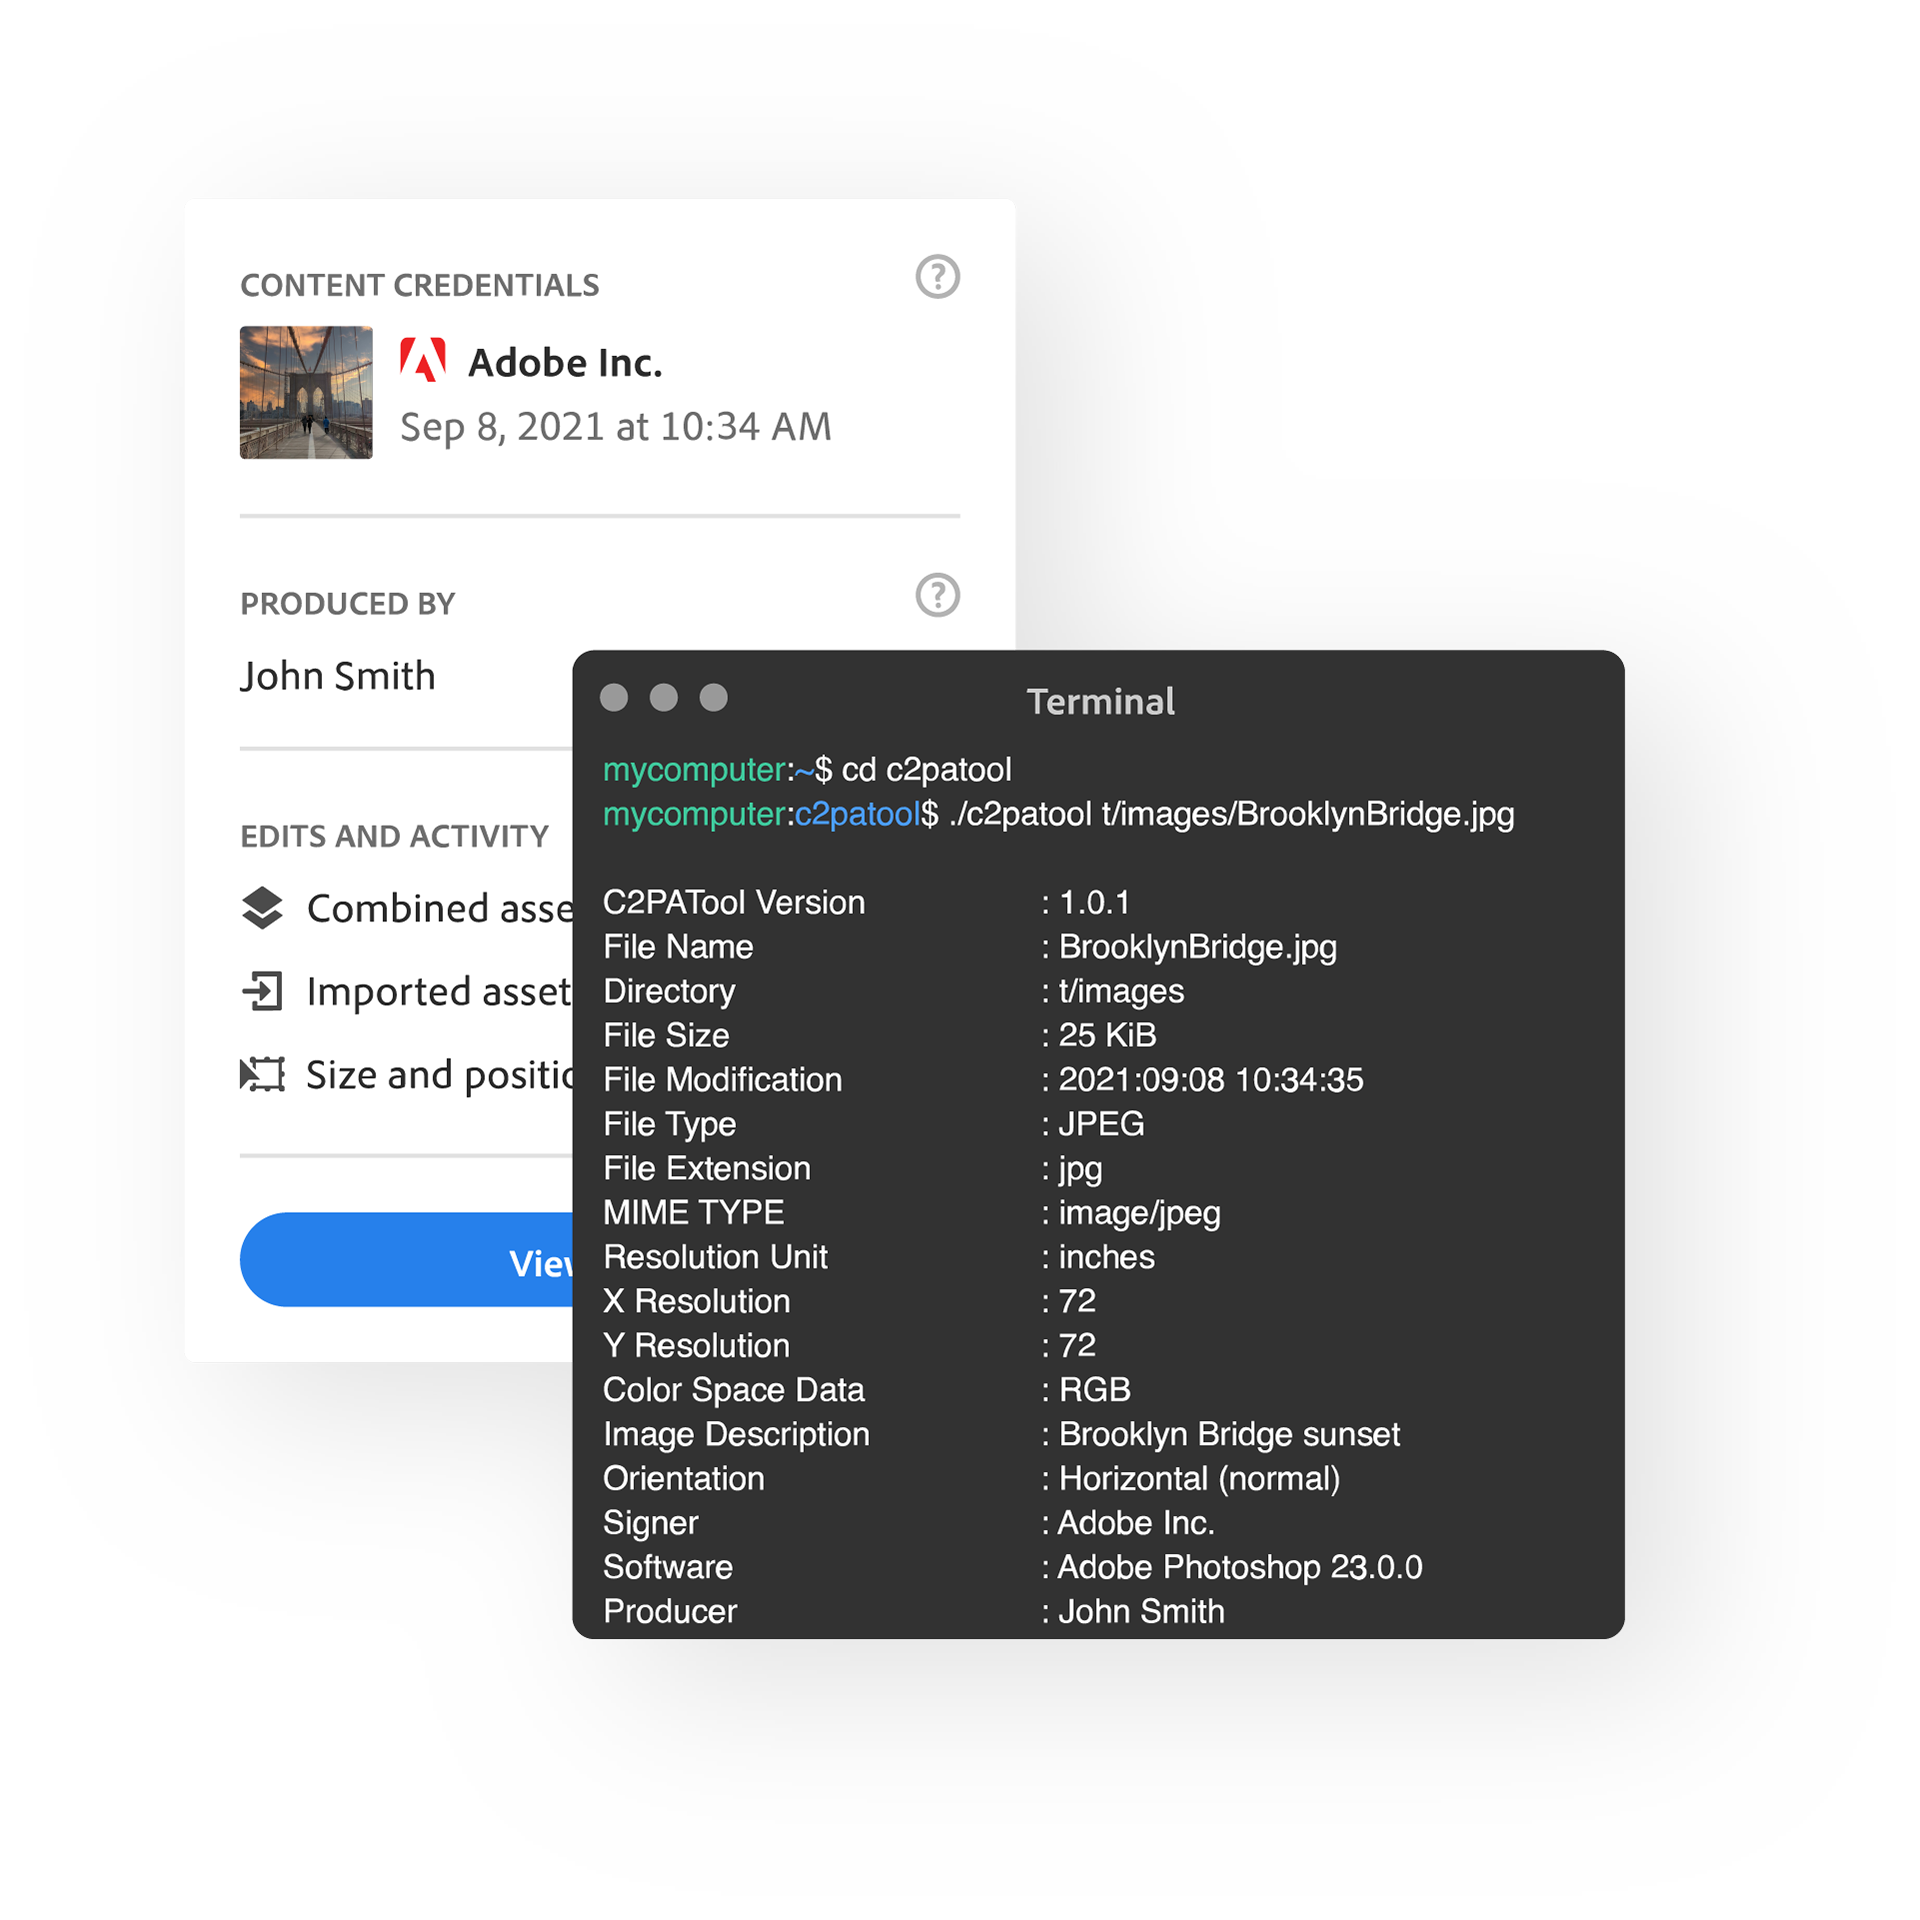 CONTENT CREDENTIALS
Adobe Inc.
Sep 8, 2021 at 10:34 AM
PRODUCED BY
John Smith
EDITS AND ACTIVITY
Combined
Imported
Size and
Terminal
mycomputer:~$ cd c2patool
mycomputer:c2patool$ ./c2patool t/images/BrooklynBridge.jpg
C2PATool Version : 1.0.1
File Name : BrooklynBridge.jpg
Directory : t/images
File Size : 25 KiB
File Modification : 2021:09:08 10:34:35
File Type : JPEG
File Extension : jpg
MIME TYPE : image/jpeg
Resolution Unit : inches
X Resolution : 72
Y Resolution : 72
Color Space Data : RGB
Image Description : Brooklyn Bridge sunset
Orientation : Horizontal (normal)
Signer : Adobe Inc.
Software : Adobe Photoshop 23.0.0
Producer : John Smith